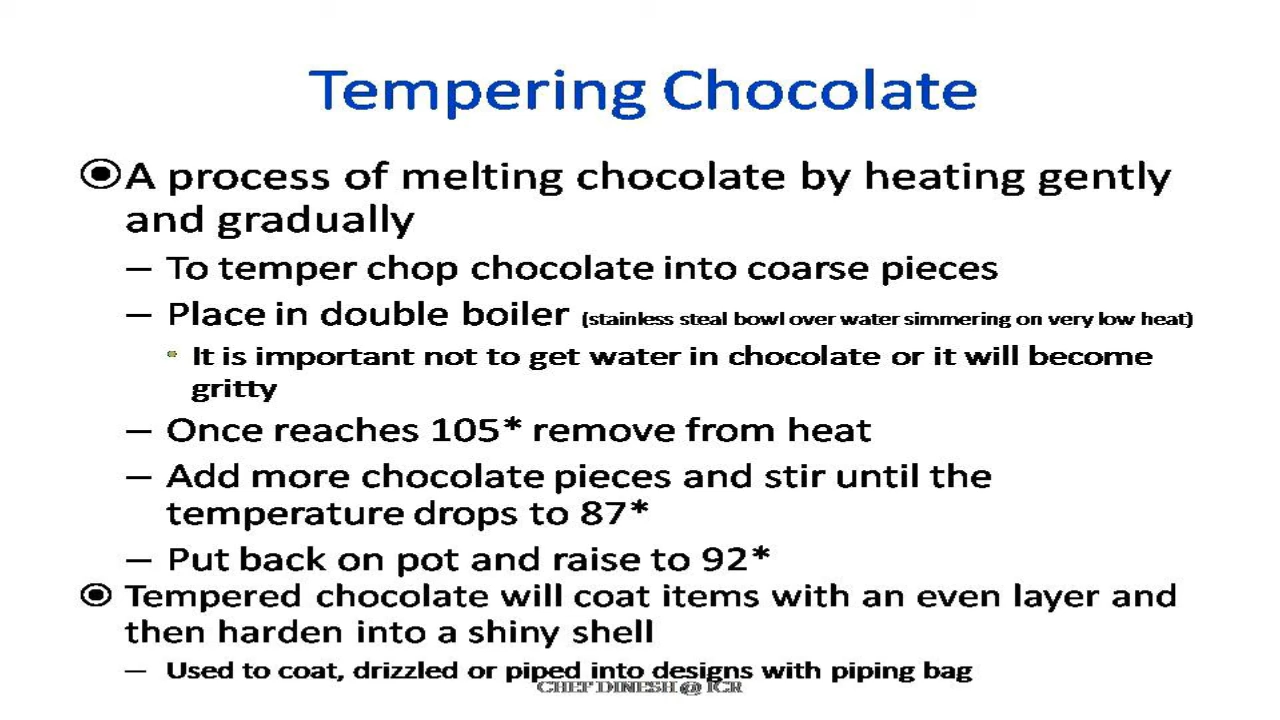 Tempering Chocolate
A process of melting chocolate by heating gently
and gradually
– To temper chop chocolate into coarse pieces
– Place in double boiler (stainless steal bowl over water simmering on very low heat)
• It is important not to get water in chocolate or it will become
gritty
– Once reaches 105* remove from heat
– Add more chocolate pieces and stir until the
temperature drops to 87*
– Put back on pot and raise to 92*
Tempered chocolate will coat items with an even layer and
then harden into a shiny shell
– Used to coat, drizzled or piped into designs with piping bag
CHEF DINESH @ ICR